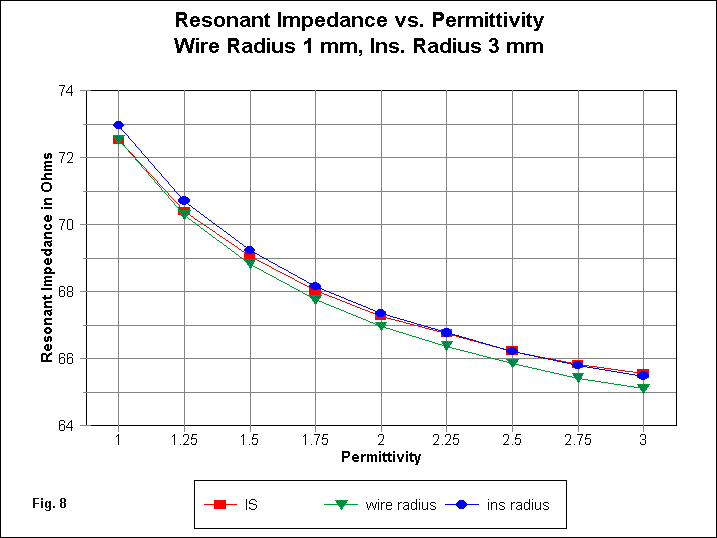 Resonant Impedance vs. Permittivity
Wire Radius 1 mm, Ins. Radius 3 mm
Resonant Impedance in Ohms
74
72
70
68
66
64
1 1.25 1.5 1.75 2 2.25 2.5 2.75 3
Permittivity
Fig. 8
IS wire radius ins radius